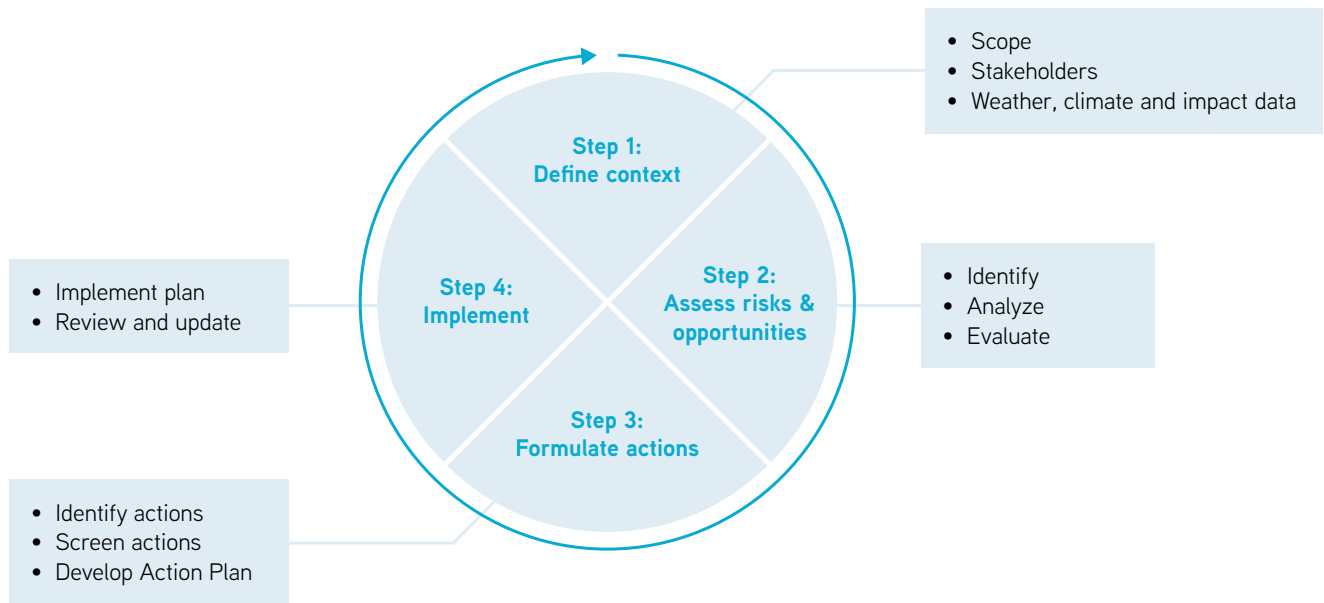 • Scope
• Stakeholders
• Weather, climate and impact data
Step 1:
Define context
Step 2:
Assess risks &
opportunities
• Identify
• Analyze
• Evaluate
Step 3:
Formulate actions
• Identify actions
• Screen actions
• Develop Action Plan
Step 4:
Implement
• Implement plan
• Review and update